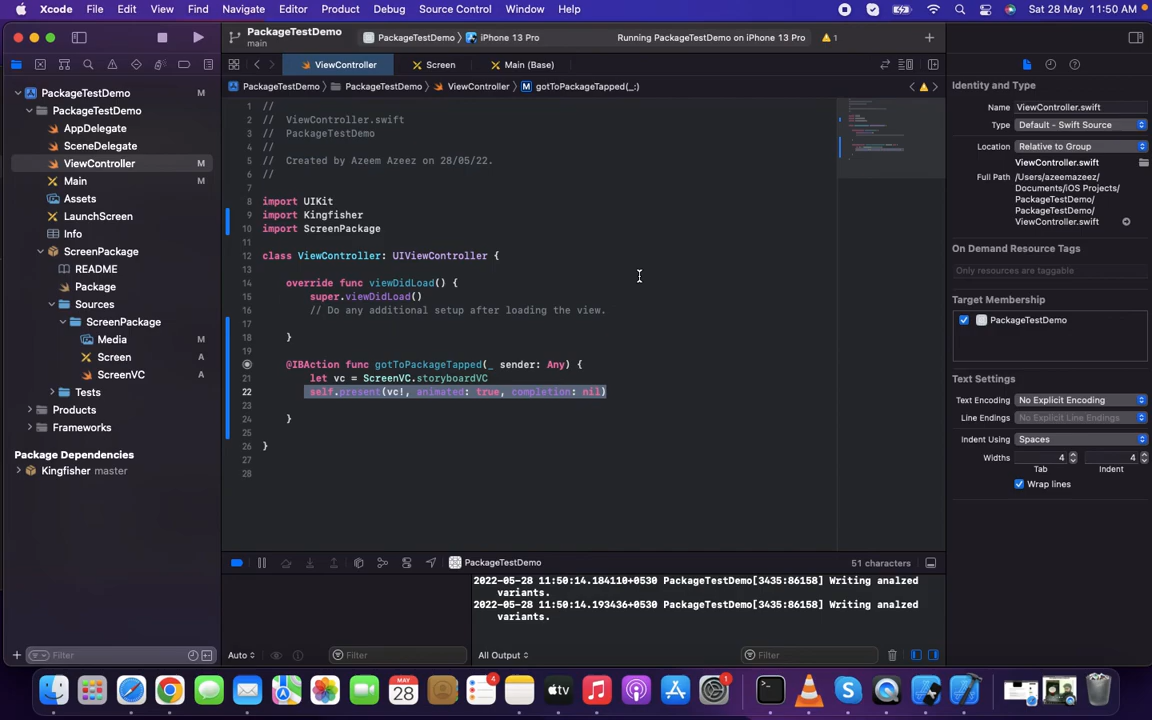 Xcode File Edit View Find Navigate Editor Product Debug Source Control Window Help Sat 28 May 11:50 AM
PackageTestDemo
main
PackageTestDemo 〉 iPhone 13 Pro
Running PackageTestDemo on iPhone 13 Pro
1
ViewController
Screen
Main (Base)
PackageTestDemo 〉 PackageTestDemo 〉 ViewController 〉 M gotToPackageTapped(_:)
PackageTestDemo M
PackageTestDemo
AppDelegate
SceneDelegate
ViewController M
Main M
Assets
LaunchScreen
Info
ScreenPackage
README
Package
Sources
ScreenPackage
Media
Screen A
ScreenVC A
Tests
Products
Frameworks
Package Dependencies
Kingfisher master
Filter
1 //
2 //  ViewController.swift
3 //  PackageTestDemo
4 //
5 //  Created by Azeem Azeez on 28/05/22.
6 //
7
8 import UIKit
9 import Kingfisher
10 import ScreenPackage
11
12 class ViewController: UIViewController {
13
14 override func viewDidLoad() {
15 super.viewDidLoad()
16 // Do any additional setup after loading the view.
17
18 }
19
@IBAction func gotToPackageTapped(_ sender: Any) {
21 let vc = ScreenVC.storyboardVC
22 self.present(vc!, animated: true, completion: nil)
23
24 }
25
26 }
27
28
PackageTestDemo
51 characters
2022-05-28 11:50:14.184110+0530 PackageTestDemo[3435:86158] Writing analzed
variants.
2022-05-28 11:50:14.193436+0530 PackageTestDemo[3435:86158] Writing analzed
variants.
Auto
Filter
All Output
Filter
Identity and Type
Name ViewController.swift
Type Default - Swift Source
Location Relative to Group
ViewController.swift
Full Path /Users/azeemazeez/
Documents/iOS Projects/
PackageTestDemo/
PackageTestDemo/
ViewController.swift
On Demand Resource Tags
Only resources are taggable
Target Membership
PackageTestDemo
Text Settings
Text Encoding No Explicit Encoding
Line Endings No Explicit Line Endings
Indent Using Spaces
Widths 4 4
Tab Indent
Wrap lines
MAY
28
4
tv
1